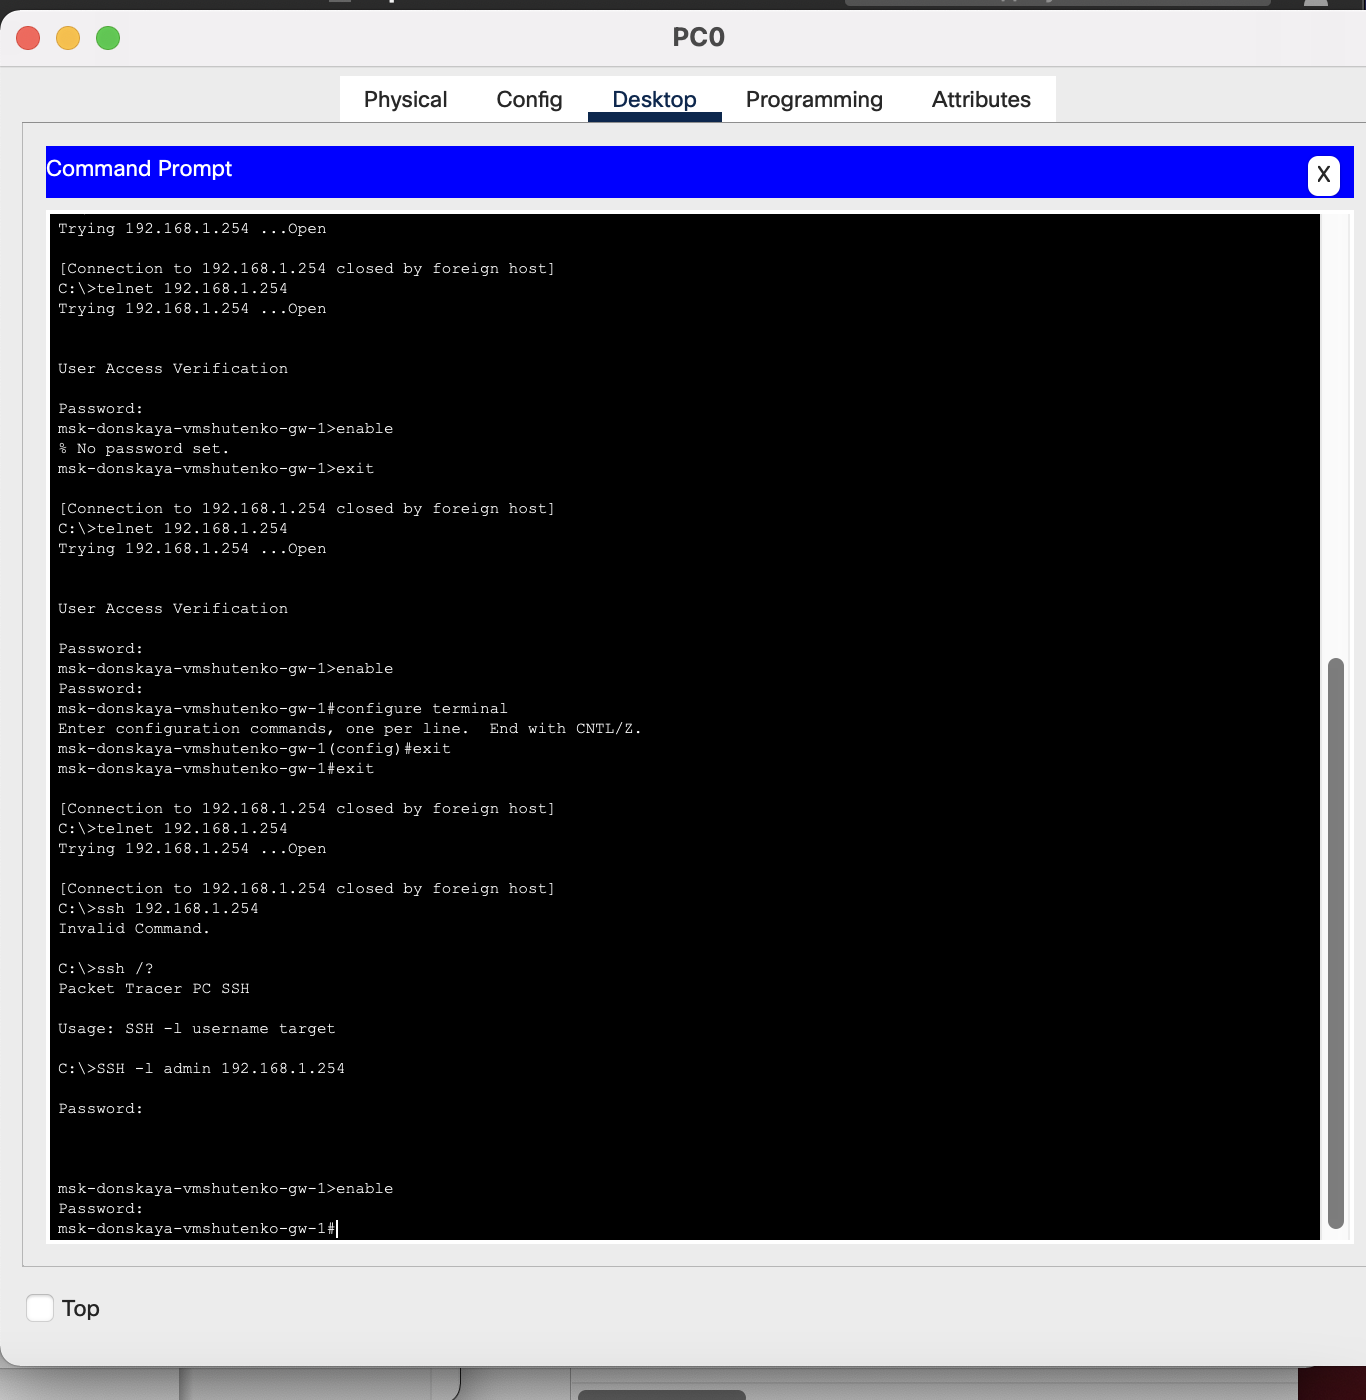 PC0
Physical Config Desktop Programming Attributes
Command Prompt
X
Trying 192.168.1.254 ...Open
[Connection to 192.168.1.254 closed by foreign host]
C:\>telnet 192.168.1.254
Trying 192.168.1.254 ...Open
User Access Verification
Password:
msk-donskaya-vmshutenko-gw-1>enable
% No password set.
msk-donskaya-vmshutenko-gw-1>exit
[Connection to 192.168.1.254 closed by foreign host]
C:\>telnet 192.168.1.254
Trying 192.168.1.254 ...Open
User Access Verification
Password:
msk-donskaya-vmshutenko-gw-1>enable
Password:
msk-donskaya-vmshutenko-gw-1#configure terminal
Enter configuration commands, one per line.  End with CNTL/Z.
msk-donskaya-vmshutenko-gw-1(config)#exit
msk-donskaya-vmshutenko-gw-1#exit
[Connection to 192.168.1.254 closed by foreign host]
C:\>telnet 192.168.1.254
Trying 192.168.1.254 ...Open
[Connection to 192.168.1.254 closed by foreign host]
C:\>ssh 192.168.1.254
Invalid Command.
C:\>ssh /?
Packet Tracer PC SSH
Usage: SSH -l username target
C:\>SSH -l admin 192.168.1.254
Password:
msk-donskaya-vmshutenko-gw-1>enable
Password:
msk-donskaya-vmshutenko-gw-1#
Top